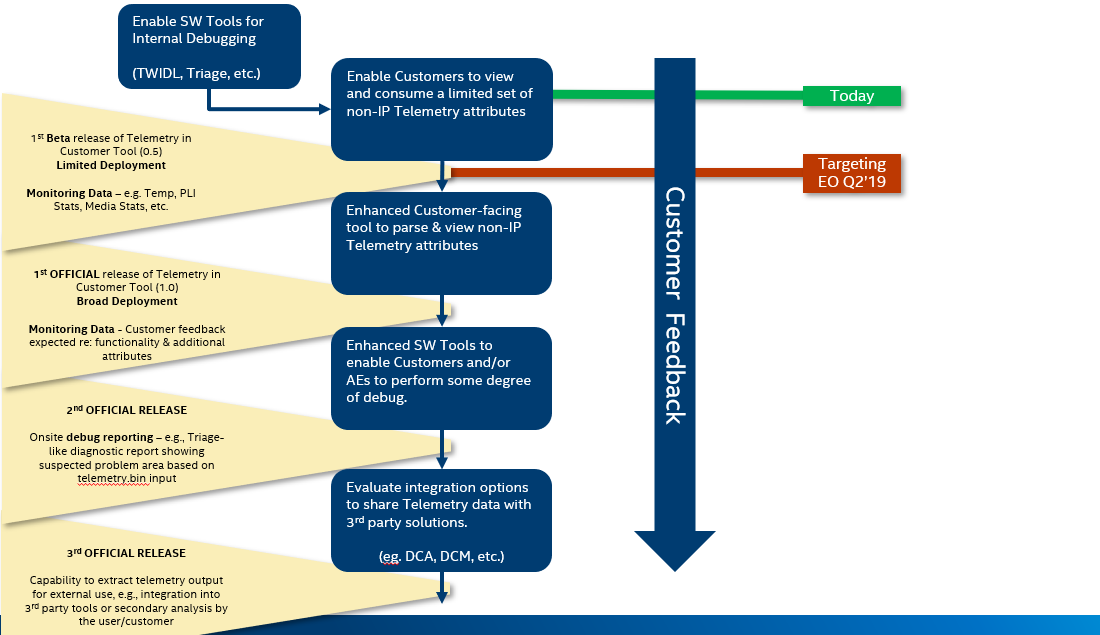 Enable SW Tools for
Internal Debugging
(TWIDL, Triage, etc.)
Enable Customers to view
and consume a limited set of
non-IP Telemetry attributes
Today
1st Beta release of Telemetry in
Customer Tool (0.5)
Limited Deployment
Monitoring Data – e.g. Temp, PLI
Stats, Media Stats, etc.
Targeting
EO Q2'19
Enhanced Customer-facing
tool to parse & view non-IP
Telemetry attributes
Customer Feedback
1st OFFICIAL release of Telemetry in
Customer Tool (1.0)
Broad Deployment
Monitoring Data - Customer feedback
expected re: functionality & additional
attributes
Enhanced SW Tools to
enable Customers and/or
AEs to perform some degree
of debug.
2nd OFFICIAL RELEASE
Onsite debug reporting – e.g., Triage-
like diagnostic report showing
suspected problem area based on
telemetry.bin input
Evaluate integration options
to share Telemetry data with
3rd party solutions.
(eg. DCA, DCM, etc.)
3rd OFFICIAL RELEASE
Capability to extract telemetry output
for external use, e.g., integration into
3rd party tools or secondary analysis by
the user/customer